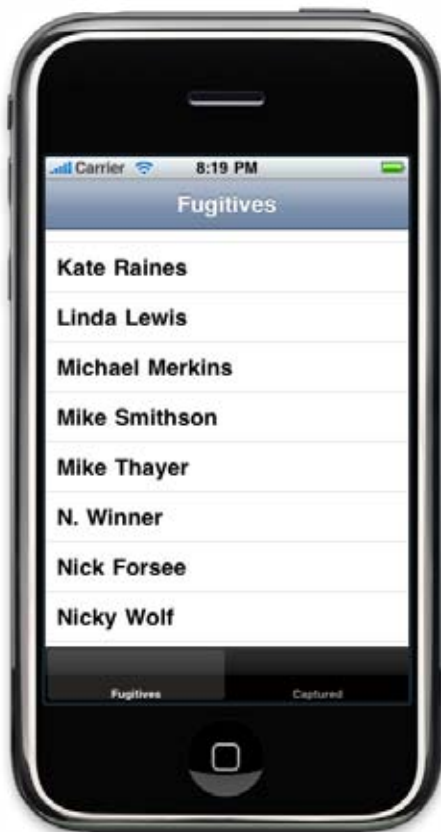 Carrier 8:19 PM
Fugitives
Kate Raines
Linda Lewis
Michael Merkins
Mike Smithson
Mike Thayer
N. Winner
Nick Forsee
Nicky Wolf
Fugitives Captured